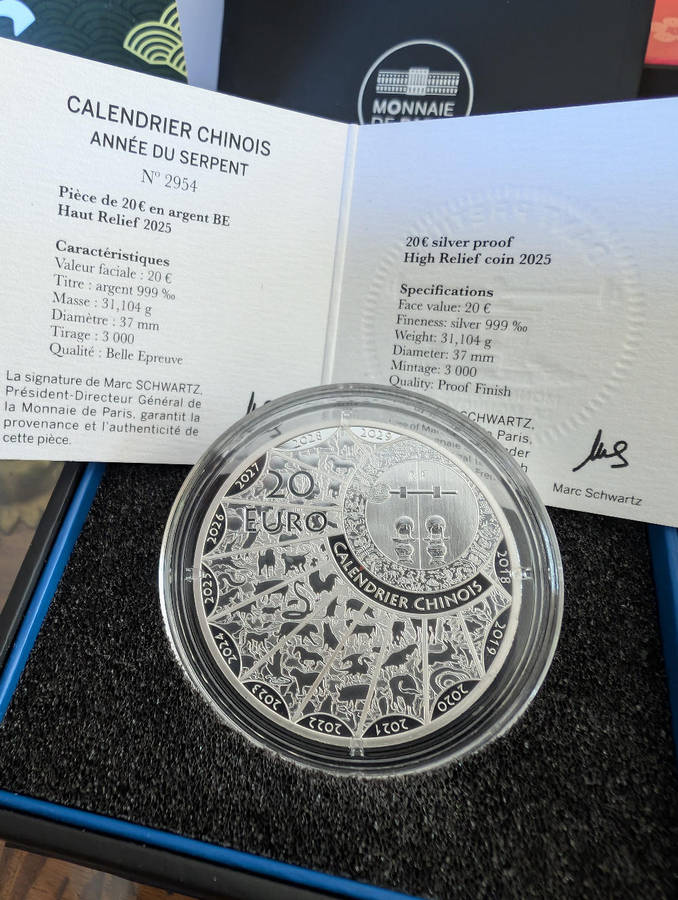 MONNAIE
CALENDRIER CHINOIS
ANNÉE DU SERPENT
N° 2954
Pièce de 20 € en argent BE
Haut Relief 2025
Caractéristiques
Valeur faciale : 20 €
Titre : argent 999 ‰
Masse : 31,104 g
Diamètre : 37 mm
Tirage : 3 000
Qualité : Belle Epreuve
La signature de Marc SCHWARTZ,
Président-Directeur Général de
la Monnaie de Paris, garantit la
provenance et l'authenticité de
cette pièce.
20 € silver proof
High Relief coin 2025
Specifications
Face value: 20 €
Fineness: silver 999 ‰
Weight: 31,104 g
Diameter: 37 mm
Mintage: 3 000
Quality: Proof Finish
SCHWARTZ,
Paris,
Marc Schwartz
20
EURO
CALENDRIER CHINOIS
2018
2019
2020
2021
2022
2023
2024
2025
2026
2027
2028
2029